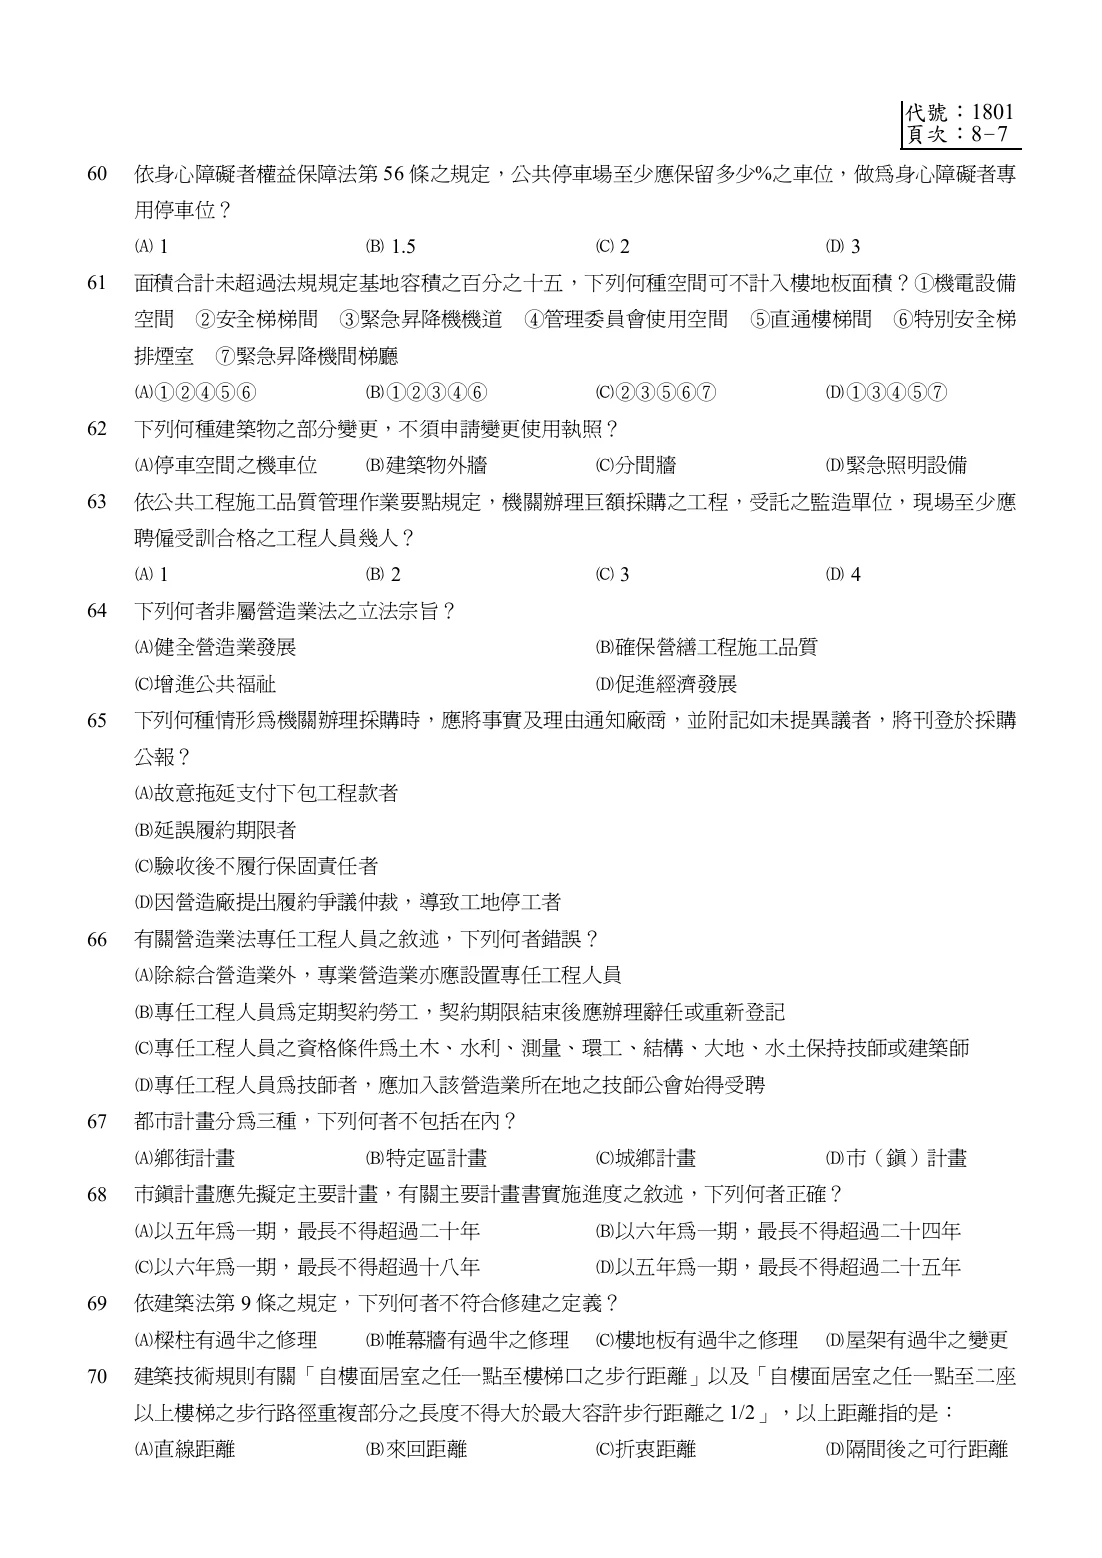 代號：1801
頁次：8－7
60 依身心障礙者權益保障法第 56 條之規定，公共停車場至少應保留多少%之車位，做為身心障礙者專
用停車位？
(A) 1 (B) 1.5 (C) 2 (D) 3
61 面積合計未超過法規規定基地容積之百分之十五，下列何種空間可不計入樓地板面積？①機電設備
空間 ②安全梯梯間 ③緊急昇降機機道 ④管理委員會使用空間 ⑤直通樓梯間 ⑥特別安全梯
排煙室 ⑦緊急昇降機間梯廳
(A)①②④⑤⑥ (B)①②③④⑥ (C)②③⑤⑥⑦ (D)①③④⑤⑦
62 下列何種建築物之部分變更，不須申請變更使用執照？
(A)停車空間之機車位 (B)建築物外牆 (C)分間牆 (D)緊急照明設備
63 依公共工程施工品質管理作業要點規定，機關辦理巨額採購之工程，受託之監造單位，現場至少應
聘僱受訓合格之工程人員幾人？
(A) 1 (B) 2 (C) 3 (D) 4
64 下列何者非屬營造業法之立法宗旨？
(A)健全營造業發展 (B)確保營繕工程施工品質
(C)增進公共福祉 (D)促進經濟發展
65 下列何種情形為機關辦理採購時，應將事實及理由通知廠商，並附記如未提異議者，將刊登於採購
公報？
(A)故意拖延支付下包工程款者
(B)延誤履約期限者
(C)驗收後不履行保固責任者
(D)因營造廠提出履約爭議仲裁，導致工地停工者
66 有關營造業法專任工程人員之敘述，下列何者錯誤？
(A)除綜合營造業外，專業營造業亦應設置專任工程人員
(B)專任工程人員為定期契約勞工，契約期限結束後應辦理辭任或重新登記
(C)專任工程人員之資格條件為土木、水利、測量、環工、結構、大地、水土保持技師或建築師
(D)專任工程人員為技師者，應加入該營造業所在地之技師公會始得受聘
67 都市計畫分為三種，下列何者不包括在內？
(A)鄉街計畫 (B)特定區計畫 (C)城鄉計畫 (D)市（鎮）計畫
68 市鎮計畫應先擬定主要計畫，有關主要計畫書實施進度之敘述，下列何者正確？
(A)以五年為一期，最長不得超過二十年 (B)以六年為一期，最長不得超過二十四年
(C)以六年為一期，最長不得超過十八年 (D)以五年為一期，最長不得超過二十五年
69 依建築法第 9 條之規定，下列何者不符合修建之定義？
(A)樑柱有過半之修理 (B)帷幕牆有過半之修理 (C)樓地板有過半之修理 (D)屋架有過半之變更
70 建築技術規則有關「自樓面居室之任一點至樓梯口之步行距離」以及「自樓面居室之任一點至二座
以上樓梯之步行路徑重複部分之長度不得大於最大容許步行距離之 1/2」，以上距離指的是：
(A)直線距離 (B)來回距離 (C)折衷距離 (D)隔間後之可行距離